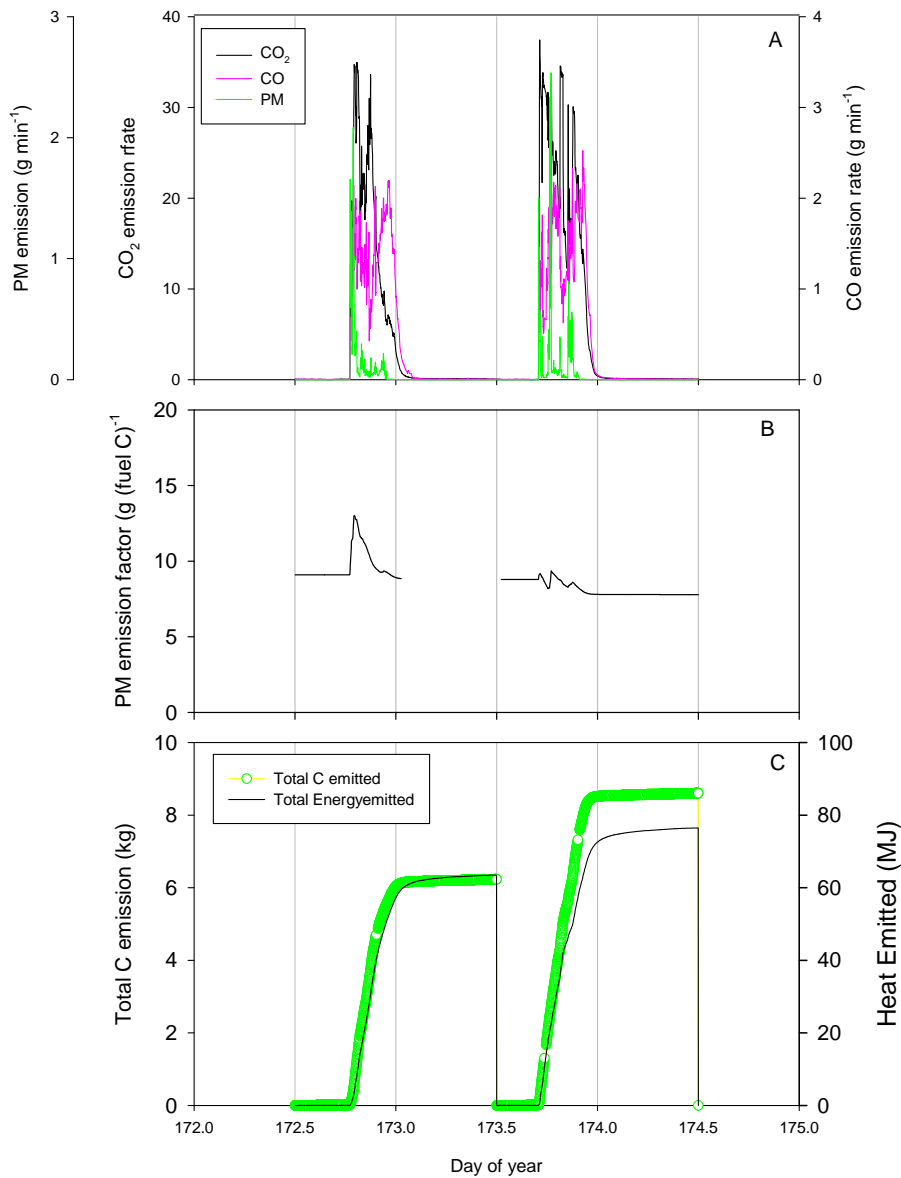 A
CO2
CO
PM
PM emission (g min-1)
3
2
1
0
CO2 emission rfate
40
30
20
10
0
CO emission rate (g min-1)
4
3
2
1
0
B
PM emission factor (g (fuel C)-1
20
15
10
5
0
C
Total C emitted
Total Energyemitted
Total C emission (kg)
10
8
6
4
2
0
Heat Emitted (MJ)
100
80
60
40
20
0
172.0 172.5 173.0 173.5 174.0 174.5 175.0
Day of year